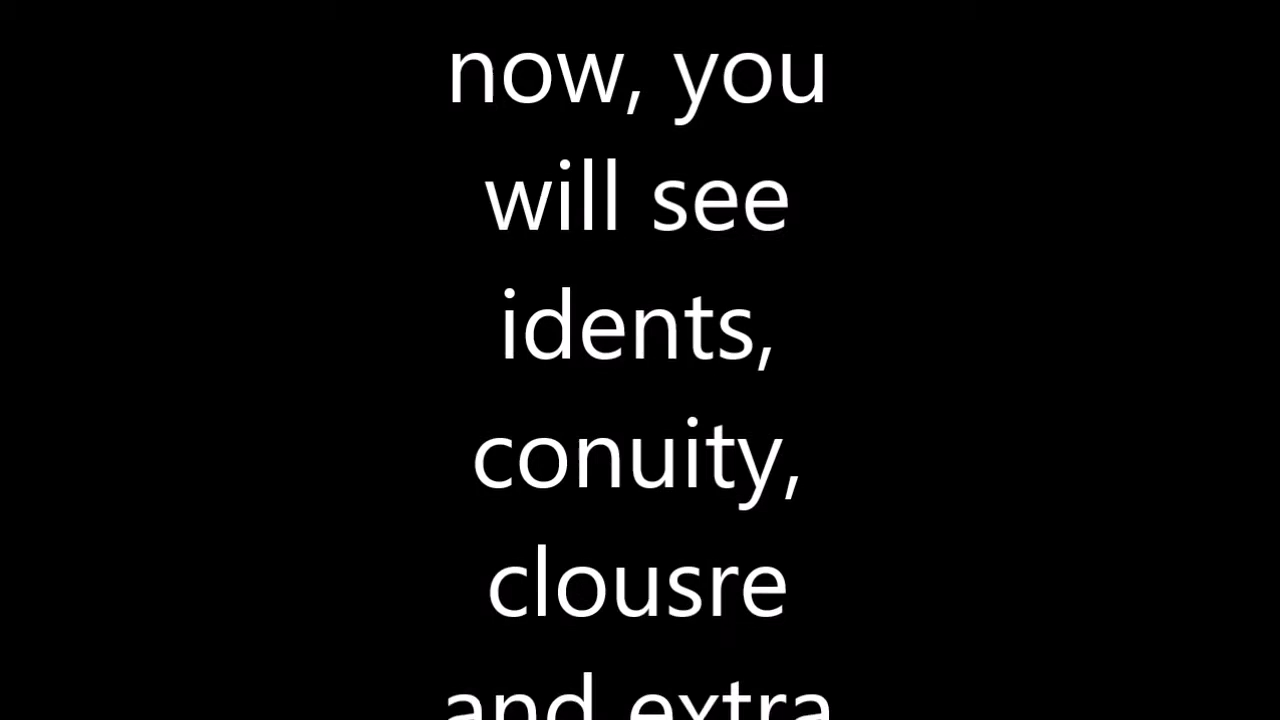 now, you
will see
idents,
conuity,
clousre
and extra